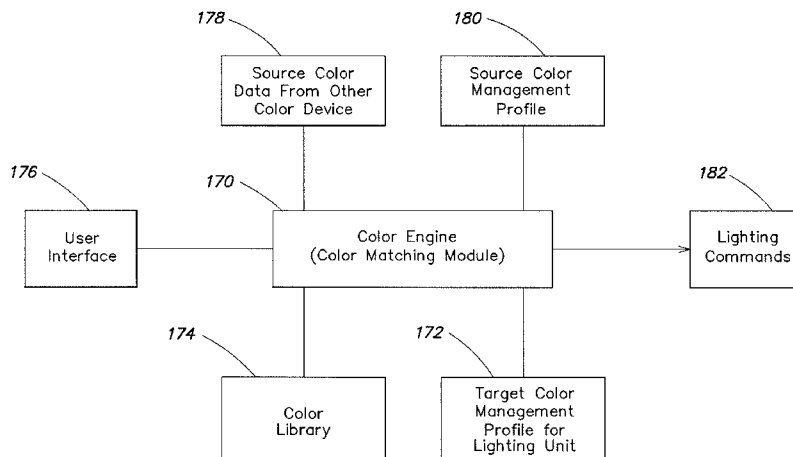 178
180
Source Color
Data From Other
Color Device
Source Color
Management
Profile
176
170
182
User
Interface
Color Engine
(Color Matching Module)
Lighting
Commands
174
172
Color
Library
Target Color
Management
Profile for
Lighting Unit